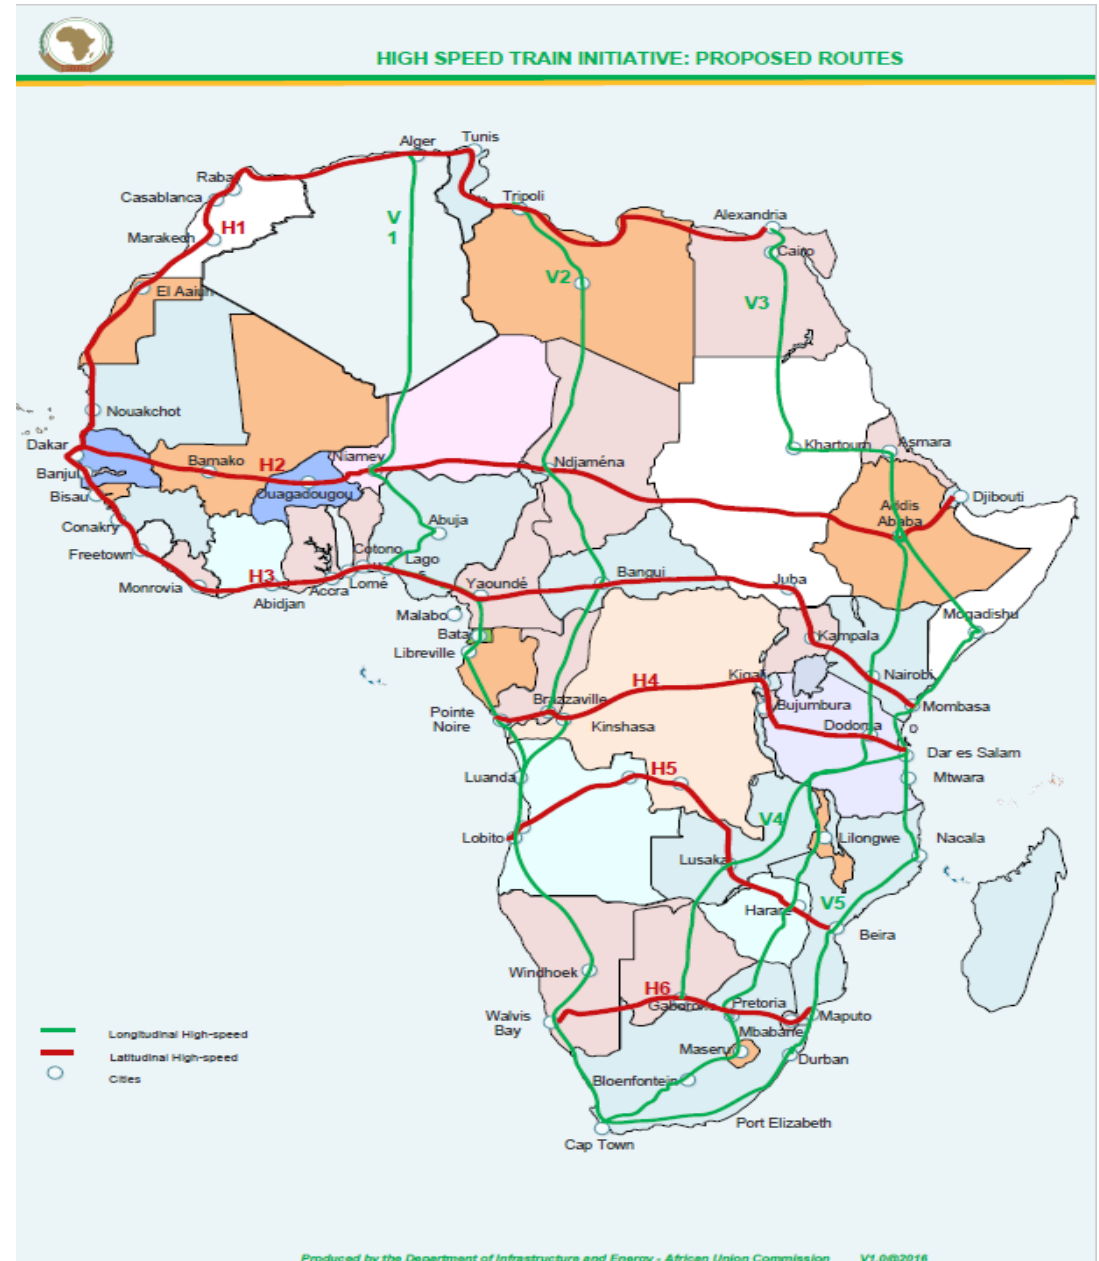 HIGH SPEED TRAIN INITIATIVE: PROPOSED ROUTES
Alger
Tunis
Raba
Casablanca
Marakech
H1
V
1
Tripoli
Alexandria
Cairo
El Aaiun
V2
V3
Nouakchot
Dakar
Banjul
Bisau
Bamako
H2
Niamey
Ouagadougou
Ndjaména
Khartoum
Asmara
Djibouti
Addis
Ababa
Conakry
Freetown
Monrovia
H3
Abidjan
Accra
Lomé
Cotono
u
Lago
s
Abuja
Yaoundé
Bangui
Juba
Malabo
Bata
Libreville
Mogadishu
Kampala
Nairobi
Kigali
Bujumbura
Mombasa
Pointe
Noire
Brazzaville
H4
Kinshasa
Dodoma
Dar es Salam
Mtwara
Luanda
H5
Lobito
V4
Lilongwe
Nacala
Lusaka
Harare
V5
Beira
Windhoek
H6
Gaborone
Pretoria
Walvis
Bay
Maputo
Mbabane
Maseru
Durban
Bloenfontein
Port Elizabeth
Cap Town
Longitudinal High-speed
Latitudinal High-speed
Cities
Produced by the Department of Infrastructure and Energy - African Union Commission V1.0@2016